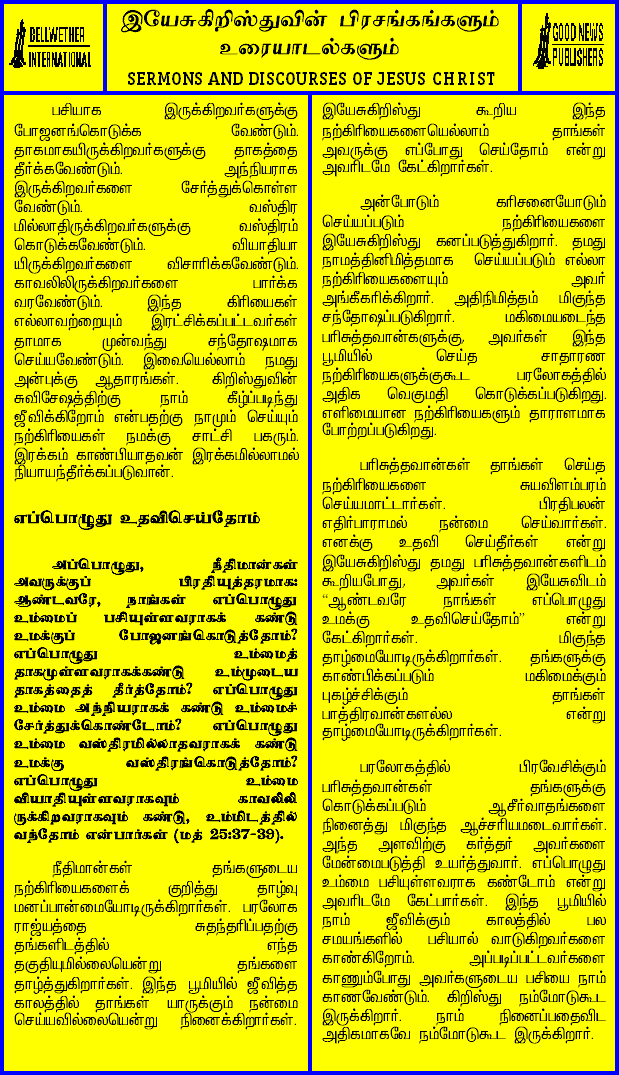 BELLWETHER
INTERNATIONAL
இயேசுகிறிஸ்துவின் பிரசங்கங்களும்
உரையாடல்களும்
SERMONS AND DISCOURSES OF JESUS CHRIST
GOOD NEWS
PUBLISHERS
பசியாக இருக்கிறவர்களுக்கு
போஜனங்கொடுக்க வேண்டும்.
தாகமாகயிருக்கிறவர்களுக்கு தாகத்தை
தீர்க்கவேண்டும். அந்நியராக
இருக்கிறவர்களை சேர்த்துக்கொள்ள
வேண்டும். வஸ்திர
மில்லாதிருக்கிறவர்களுக்கு வஸ்திரம்
கொடுக்கவேண்டும். வியாதியா
யிருக்கிறவர்களை விசாரிக்கவேண்டும்.
காவலிலிருக்கிறவர்களை பார்க்க
வரவேண்டும். இந்த கிரியைகள்
எல்லாவற்றையும் இரட்சிக்கப்பட்டவர்கள்
தாமாக முன்வந்து சந்தோஷமாக
செய்யவேண்டும். இவையெல்லாம் நமது
அன்புக்கு ஆதாரங்கள். கிறிஸ்துவின்
சுவிசேஷத்திற்கு நாம் கீழ்ப்படிந்து
ஜீவிக்கிறோம் என்பதற்கு நாமும் செய்யும்
நற்கிரியைகள் நமக்கு சாட்சி பகரும்.
இரக்கம் காண்பியாதவன் இரக்கமில்லாமல்
நியாயந்தீர்க்கப்படுவான்.
எப்பொழுது உதவிசெய்தோம்
அப்பொழுது, நீதிமான்கள்
அவருக்குப் பிரதியுத்தரமாக:
ஆண்டவரே, நாங்கள் எப்பொழுது
உம்மைப் பசியுள்ளவராகக் கண்டு
உமக்குப் போஜனங்கொடுத்தோம்?
எப்பொழுது உம்மைத்
தாகமுள்ளவராகக்கண்டு உம்முடைய
தாகத்தைத் தீர்த்தோம்? எப்பொழுது
உம்மை அந்நியராகக் கண்டு உம்மைச்
சேர்த்துக்கொண்டோம்? எப்பொழுது
உம்மை வஸ்திரமில்லாதவராகக் கண்டு
உமக்கு வஸ்திரங்கொடுத்தோம்?
எப்பொழுது உம்மை
வியாதியுள்ளவராகவும் காவலிலி
ருக்கிறவராகவும் கண்டு, உம்மிடத்தில்
வந்தோம் என்பார்கள் (மத் 25:37-39).
நீதிமான்கள் தங்களுடைய
நற்கிரியைகளைக் குறித்து தாழ்வு
மனப்பான்மையோடிருக்கிறார்கள். பரலோக
ராஜ்யத்தை சுதந்தரிப்பதற்கு
தங்களிடத்தில் எந்த
தகுதியுமில்லையென்று தங்களை
தாழ்த்துகிறார்கள். இந்த பூமியில் ஜீவித்த
காலத்தில் தாங்கள் யாருக்கும் நன்மை
செய்யவில்லையென்று நினைக்கிறார்கள்.
இயேசுகிறிஸ்து கூறிய இந்த
நற்கிரியைகளையெல்லாம் தாங்கள்
அவருக்கு எப்போது செய்தோம் என்று
அவரிடமே கேட்கிறார்கள்.
அன்போடும் கரிசனையோடும்
செய்யப்படும் நற்கிரியைகளை
இயேசுகிறிஸ்து கனப்படுத்துகிறார். தமது
நாமத்தினிமித்தமாக செய்யப்படும் எல்லா
நற்கிரியைகளையும் அவர்
அங்கீகரிக்கிறார். அதினிமித்தம் மிகுந்த
சந்தோஷப்படுகிறார். மகிமையடைந்த
பரிசுத்தவான்களுக்கு, அவர்கள் இந்த
பூமியில் செய்த சாதாரண
நற்கிரியைகளுக்குகூட பரலோகத்தில்
அதிக வெகுமதி கொடுக்கப்படுகிறது.
எளிமையான நற்கிரியைகளும் தாராளமாக
போற்றப்படுகிறது.
பரிசுத்தவான்கள் தாங்கள் செய்த
நற்கிரியைகளை சுயவிளம்பரம்
செய்யமாட்டார்கள். பிரதிபலன்
எதிர்பாராமல் நன்மை செய்வார்கள்.
எனக்கு உதவி செய்தீர்கள் என்று
இயேசுகிறிஸ்து தமது பரிசுத்தவான்களிடம்
கூறியபோது, அவர்கள் இயேசுவிடம்
“ஆண்டவரே நாங்கள் எப்பொழுது
உமக்கு உதவிசெய்தோம்” என்று
கேட்கிறார்கள். மிகுந்த
தாழ்மையோடிருக்கிறார்கள். தங்களுக்கு
காண்பிக்கப்படும் மகிமைக்கும்
புகழ்ச்சிக்கும் தாங்கள்
பாத்திரவான்களல்ல என்று
தாழ்மையோடிருக்கிறார்கள்.
பரலோகத்தில் பிரவேசிக்கும்
பரிசுத்தவான்கள் தங்களுக்கு
கொடுக்கப்படும் ஆசீர்வாதங்களை
நினைத்து மிகுந்த ஆச்சரியமடைவார்கள்.
அந்த அளவிற்கு கர்த்தர் அவர்களை
மேன்மைபடுத்தி உயர்த்துவார். எப்பொழுது
உம்மை பசியுள்ளவராக கண்டோம் என்று
அவரிடமே கேட்பார்கள். இந்த பூமியில்
நாம் ஜீவிக்கும் காலத்தில் பல
சமயங்களில் பசியால் வாடுகிறவர்களை
காண்கிறோம். அப்படிப்பட்டவர்களை
காணும்போது அவர்களுடைய பசியை நாம்
காணவேண்டும். கிறிஸ்து நம்மோடுகூட
இருக்கிறார். நாம் நினைப்பதைவிட
அதிகமாகவே நம்மோடுகூட இருக்கிறார்.